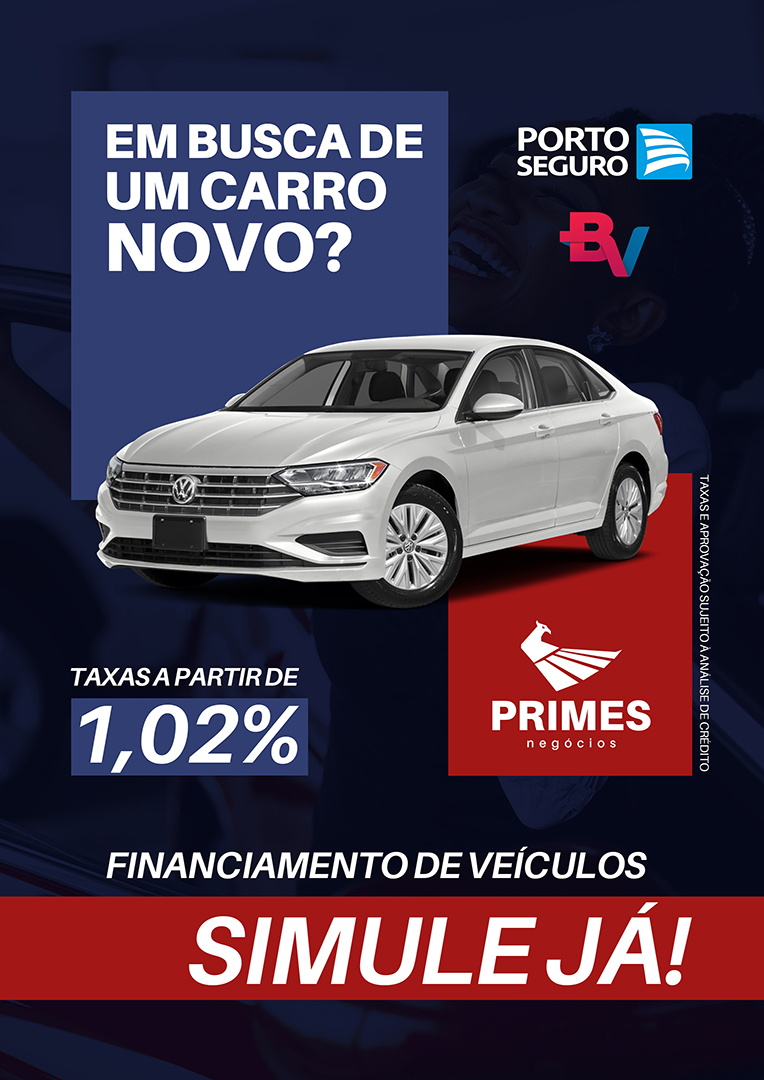 EM BUSCA DE
UM CARRO
NOVO?
PORTO
SEGURO
BV
TAXAS E APROVAÇÃO SUJEITO À ANÁLISE DE CRÉDITO
TAXAS A PARTIR DE
1,02%
PRIMES
negócios
FINANCIAMENTO DE VEÍCULOS
SIMULE JÁ!